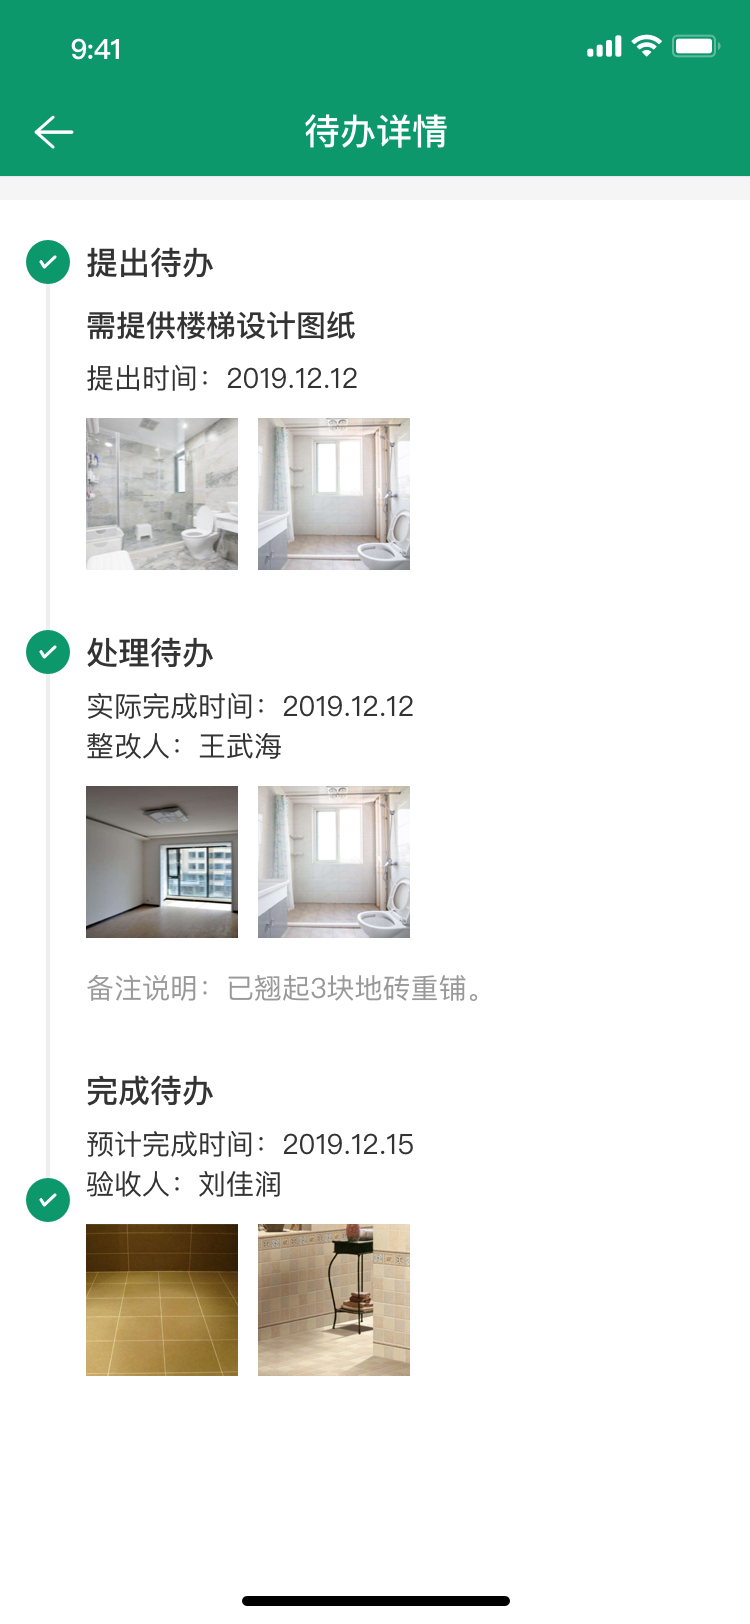 9:41
待办详情
提出待办
需提供楼梯设计图纸
提出时间：2019.12.12
处理待办
实际完成时间：2019.12.12
整改人：王武海
备注说明：已翘起3块地砖重铺。
完成待办
预计完成时间：2019.12.15
验收人：刘佳润